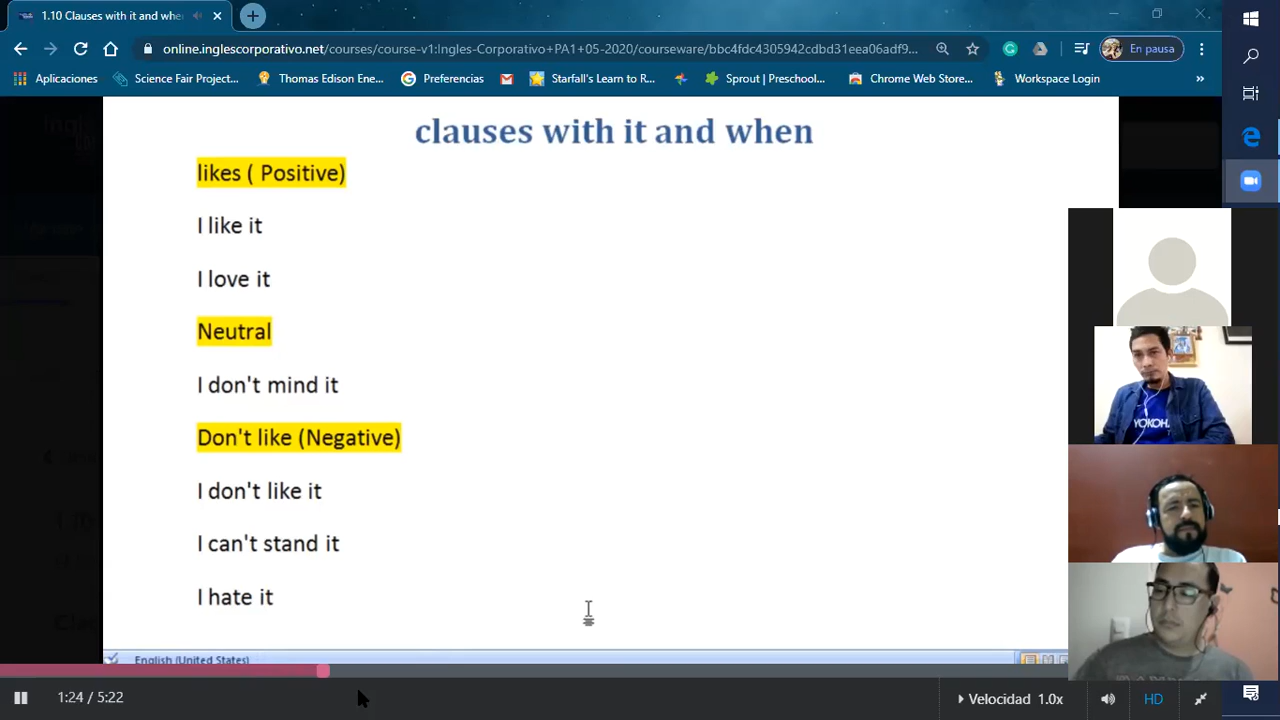 1.10 Clauses with it and whe
online.inglescorporativo.net/courses/course-v1:Ingles-Corporativo+PA1+05-2020/courseware/bbc4fdc4305942cdbd31eea06adf9...
En pausa
Aplicaciones
Science Fair Project...
Thomas Edison Ene...
Preferencias
Starfall's Learn to R...
Sprout | Preschool...
Chrome Web Store...
Workspace Login
»
clauses with it and when
likes ( Positive)
I like it
I love it
Neutral
I don't mind it
Don't like (Negative)
I don't like it
I can't stand it
I hate it
YOKOH
English (United States)
1:24 / 5:22
Velocidad 1.0x
HD